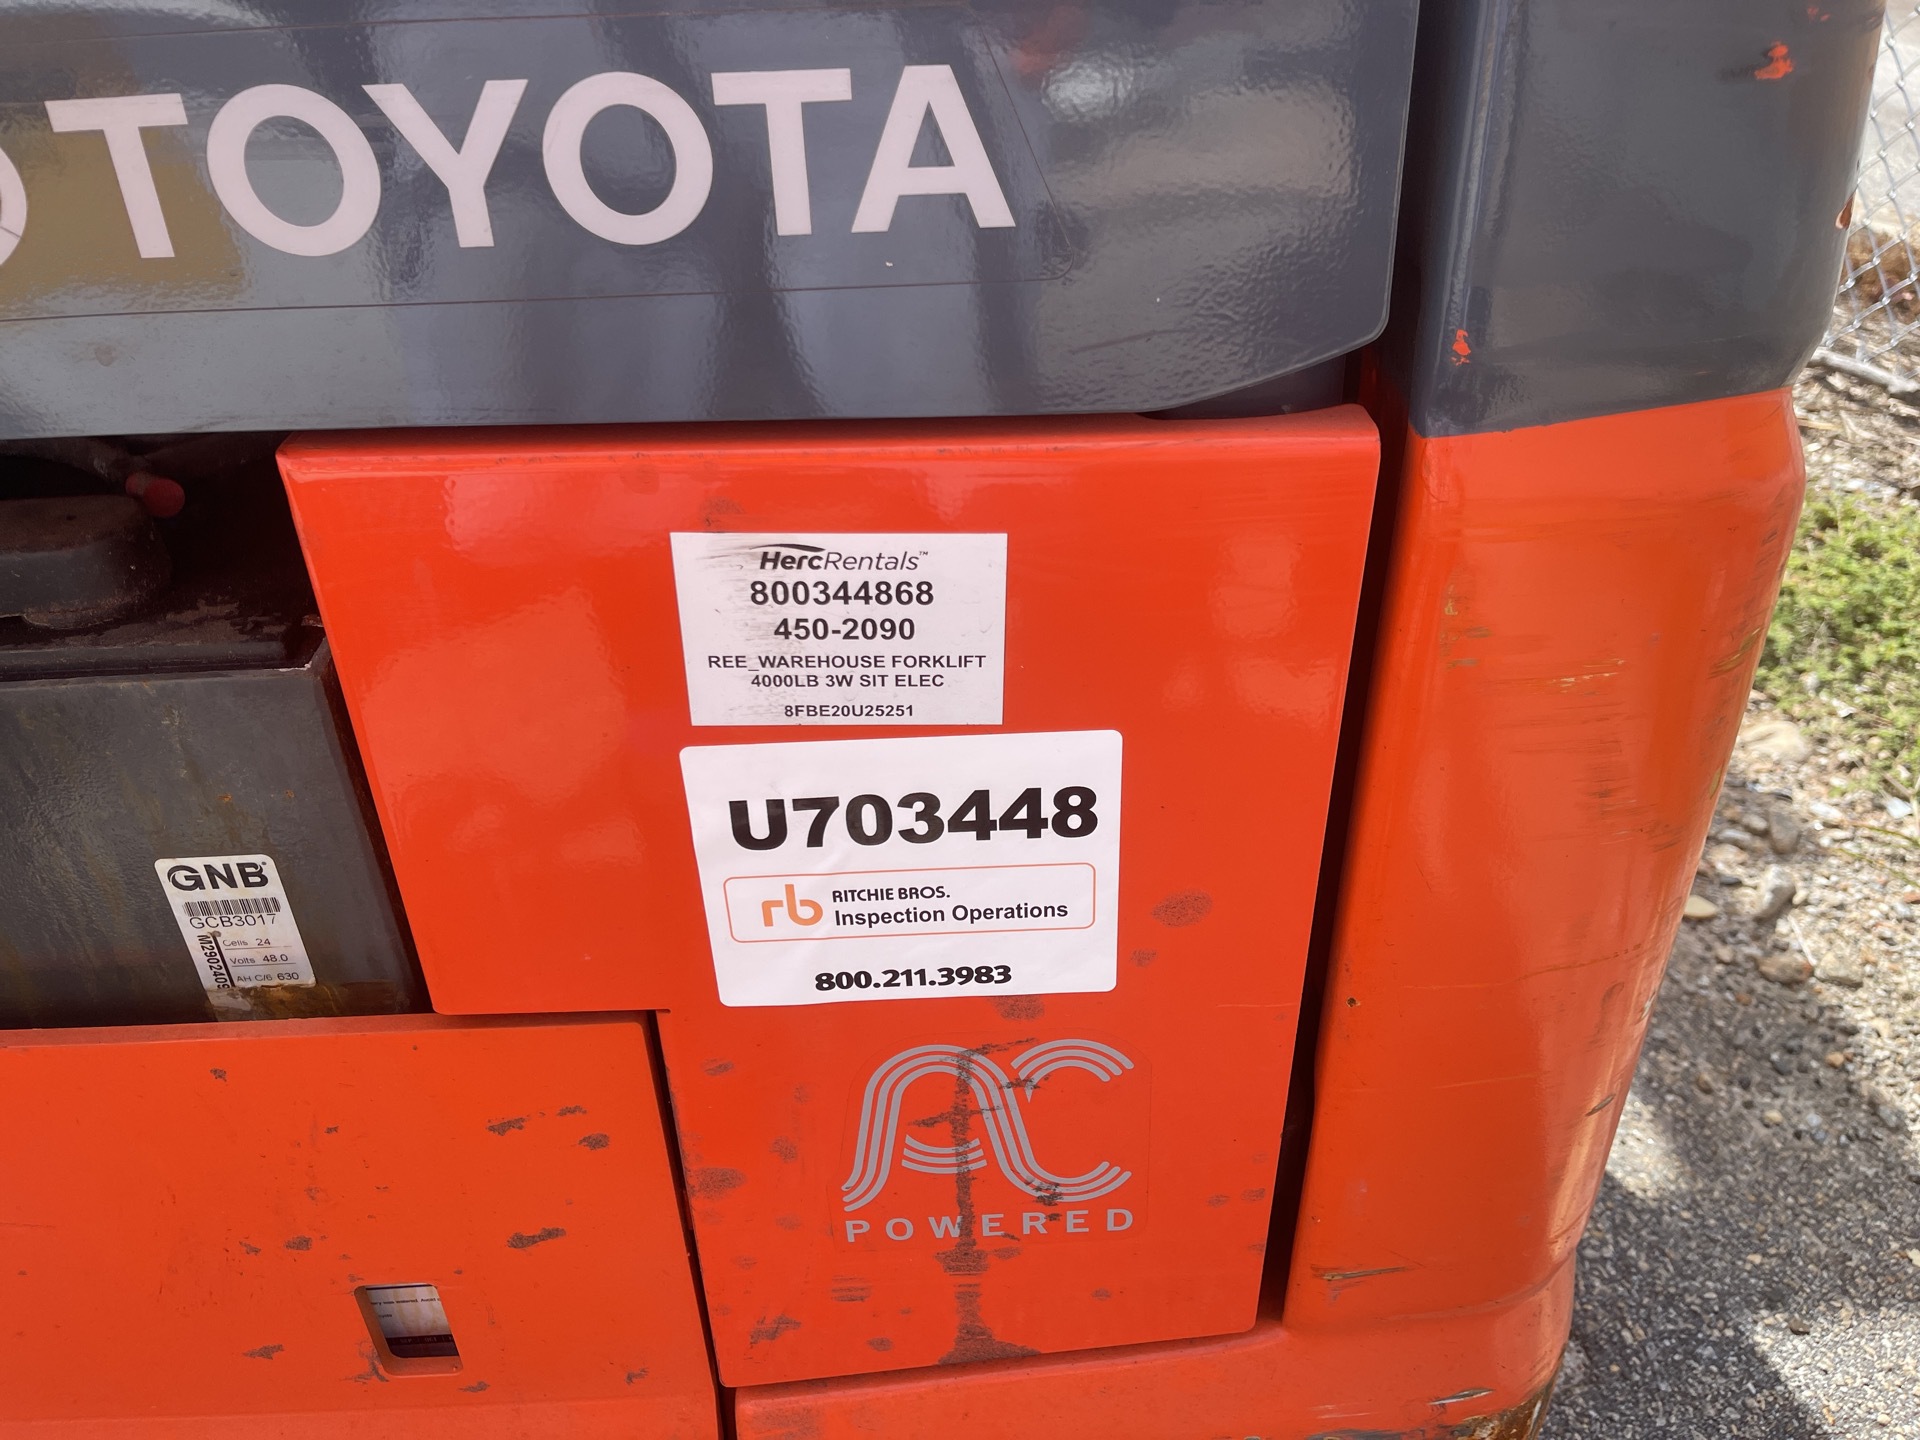 TOYOTA
HercRentals™
800344868
450-2090
REE_WAREHOUSE FORKLIFT
4000LB 3W SIT ELEC
8FBE20U25251
U703448
rb RITCHIE BROS.
Inspection Operations
800.211.3983
GNB®
GCB3017
Cells 24
Volts 48.0
AH C/6 630
AC
POWERED